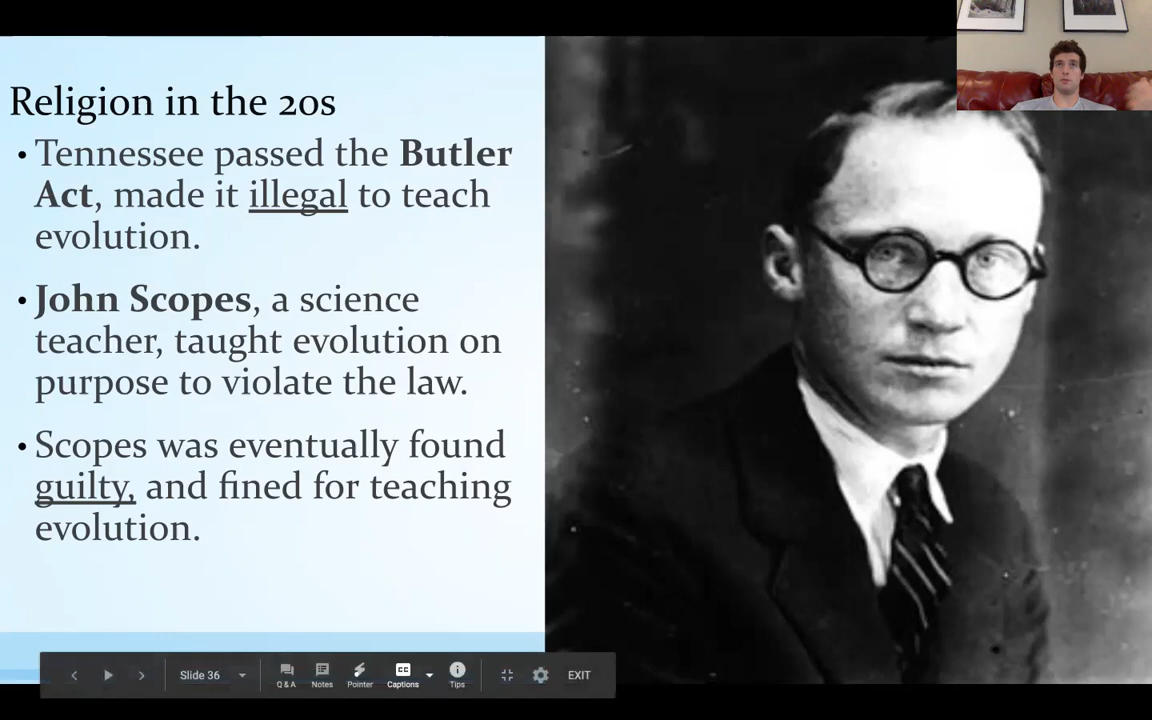 Religion in the 20s
• Tennessee passed the Butler
Act, made it illegal to teach
evolution.
• John Scopes, a science
teacher, taught evolution on
purpose to violate the law.
• Scopes was eventually found
guilty, and fined for teaching
evolution.
Slide 36
Q & A
Notes
Pointer
CC
Captions
Tips
EXIT